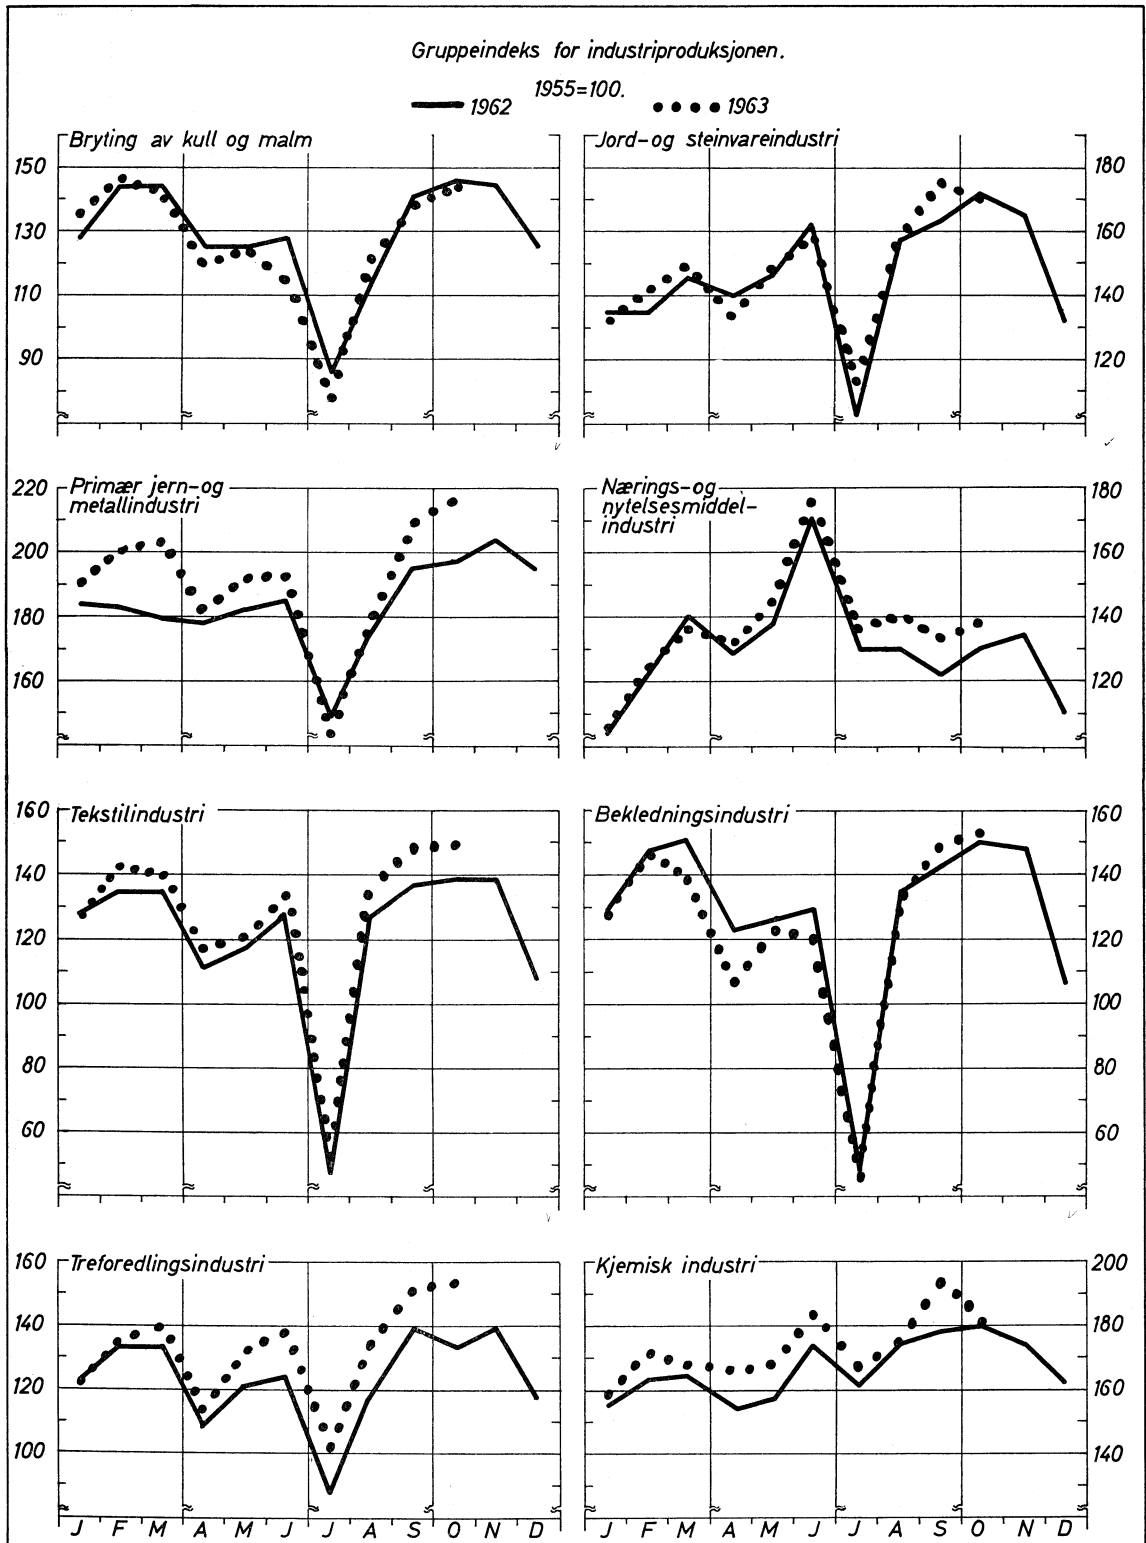 Gruppeindeks for industriproduksjonen.
1955=100.
1962
1963
Bryting av kull og malm
150
130
110
90
Jord- og steinvareindustri
180
160
140
120
Primær jern- og
metallindustri
220
200
180
160
Nærings- og
nytelsesmiddel-
industri
180
160
140
120
Tekstilindustri
160
140
120
100
80
60
Bekledningsindustri
160
140
120
100
80
60
Treforedlingsindustri
160
140
120
100
J F M A M J J A S O N D
Kjemisk industri
200
180
160
140
J F M A M J J A S O N D